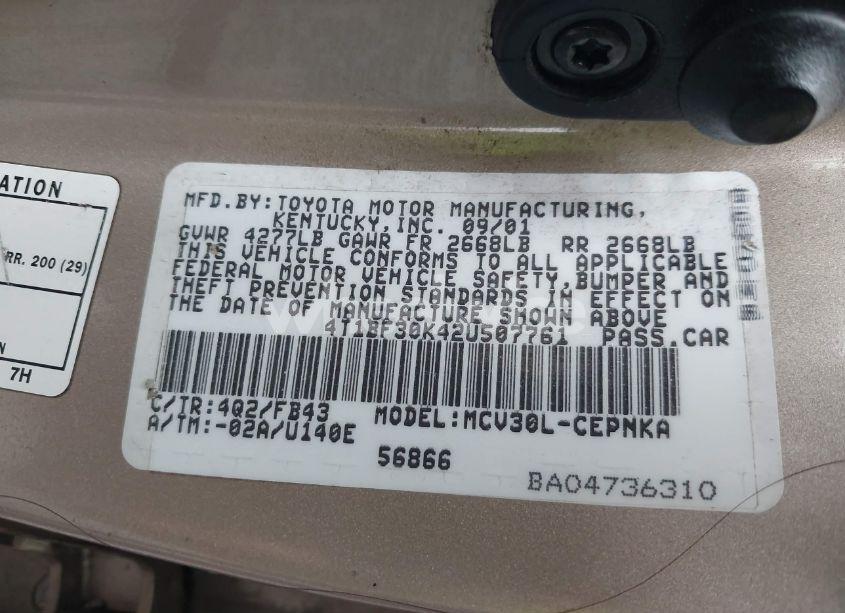 ATION
RR. 200 (29)
N
7H
MFD.BY:TOYOTA MOTOR MANUFACTURING,
KENTUCKY,INC. 09/01
GVWR 4277LB GAWR FR 2668LB RR 2668LB
THIS VEHICLE CONFORMS TO ALL APPLICABLE
FEDERAL MOTOR VEHICLE SAFETY,BUMPER AND
THEFT PREVENTION STANDARDS IN EFFECT ON
THE DATE OF MANUFACTURE SHOWN ABOVE
4T1BF30K42U507761 PASS.CAR
C/TR:4Q2/FB43 MODEL:MCV30L-CEPNKA
A/TM:-02A/U140E
56866
BA04736310